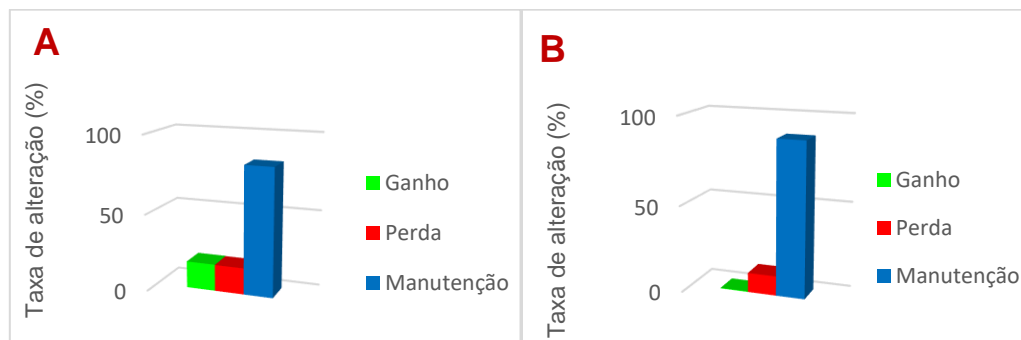 A
Taxa de alteração (%)
100
50
0
Ganho
Perda
Manutenção
B
Taxa de alteração (%)
100
50
0
Ganho
Perda
Manutenção